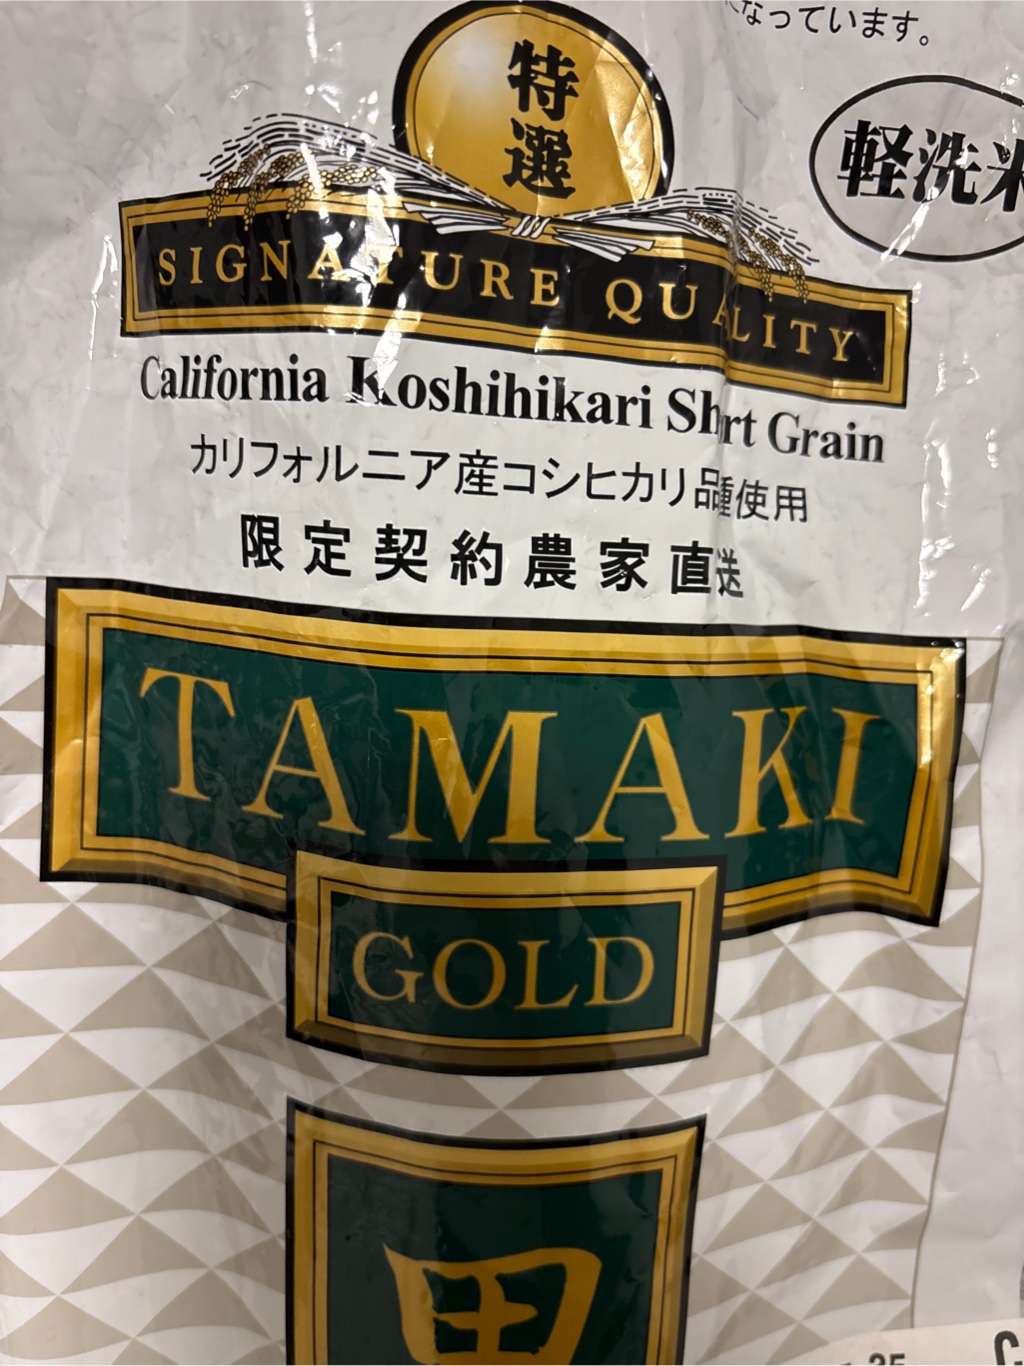 なっています。
特選
軽洗米
SIGNATURE QUALITY
California Koshihikari Short Grain
カリフォルニア産コシヒカリ品種使用
限定契約農家直送
TAMAKI
GOLD
田